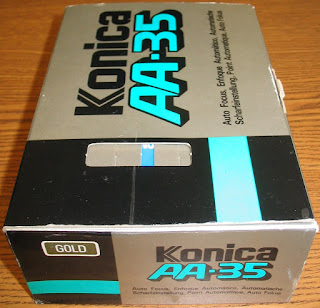 Konica
AA-35
Auto Focus, Enfoque Automático, Automatische
Scharfeinstellung, Point Automatique, Auto Fokus
GOLD
Konica
AA-35
Auto Focus, Enfoque Automático, Automatische
Scharfeinstellung, Point Automatique, Auto Fokus